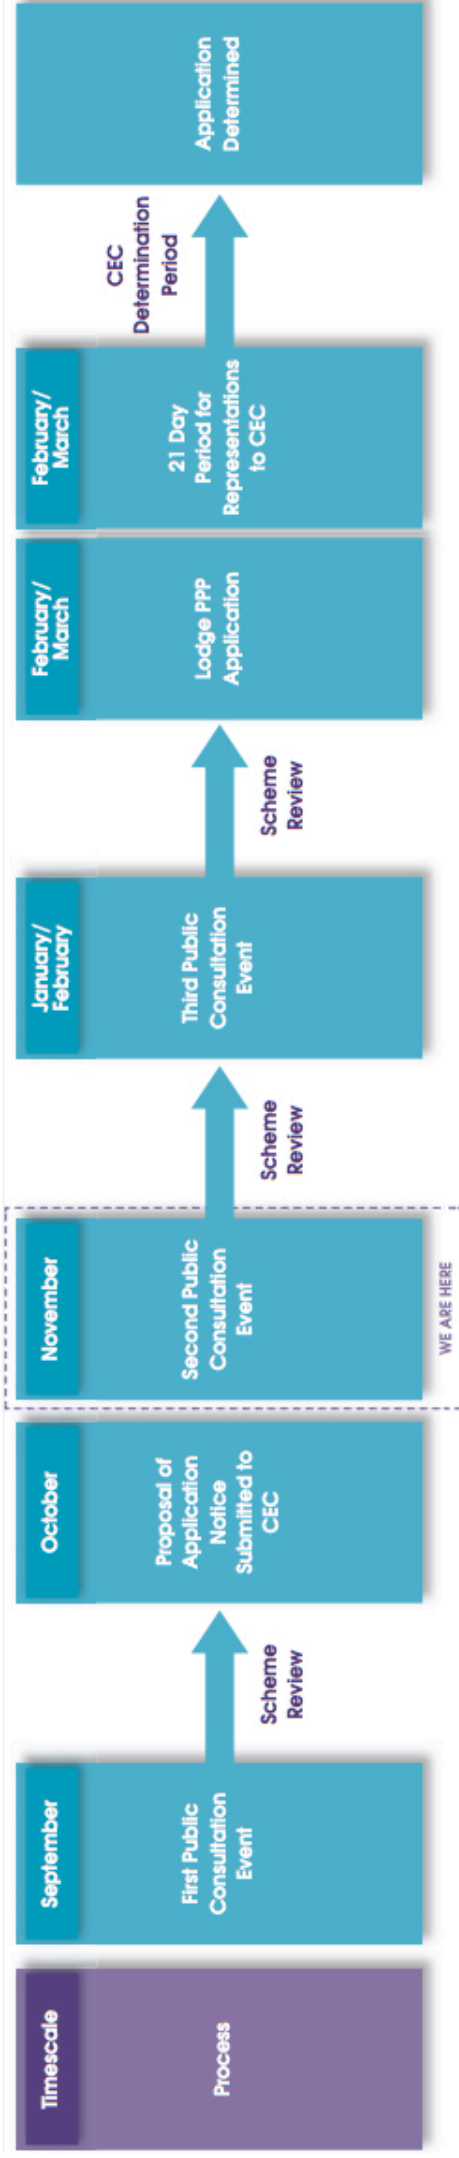 Timescale
Process
September
First Public
Consultation
Event
Scheme
Review
October
Proposal of
Application
Notice
Submitted to
CEC
November
Second Public
Consultation
Event
WE ARE HERE
Scheme
Review
January/
February
Third Public
Consultation
Event
Scheme
Review
February/
March
Lodge PPP
Application
February/
March
21 Day
Period for
Representations
to CEC
CEC
Determination
Period
Application
Determined